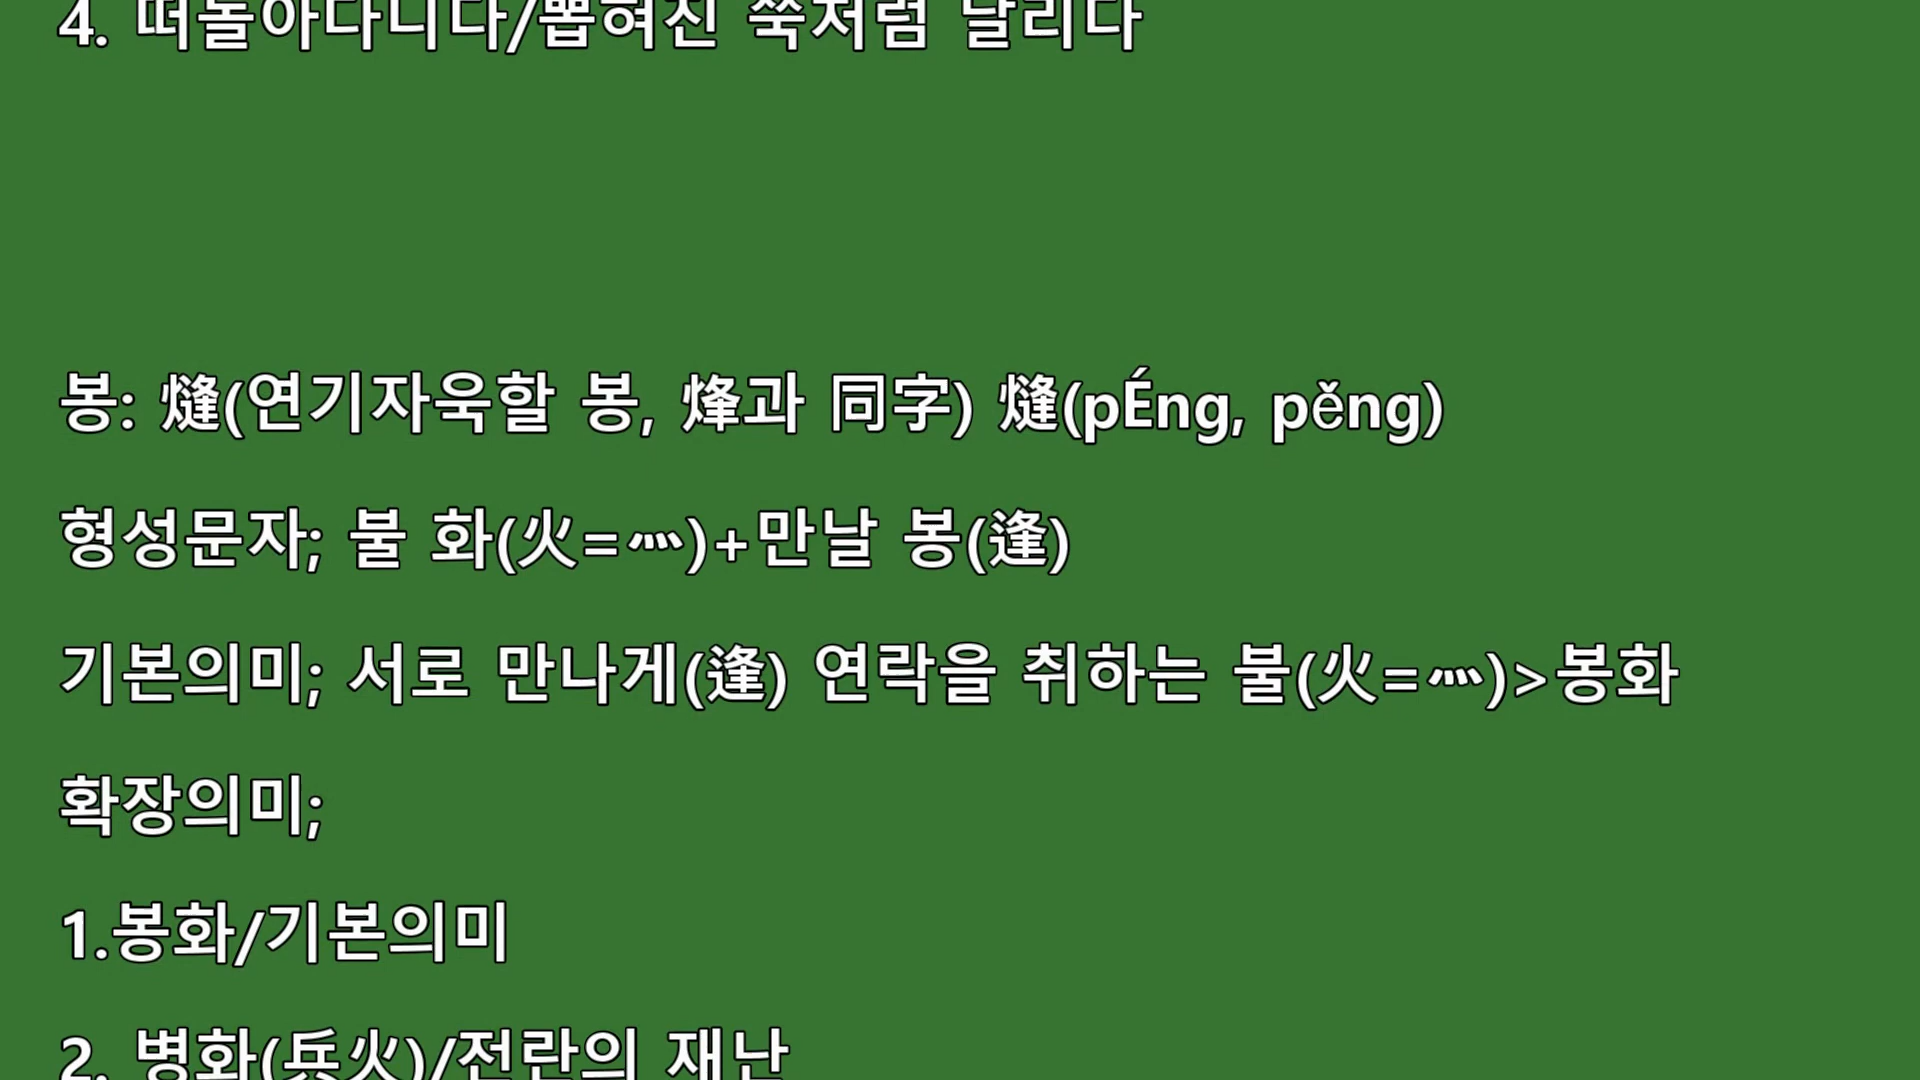 4. 떠돌아다니다/뽑혀진 쑥처럼 달리다
봉: 熢(연기자욱할 봉, 烽과 同字) 熢(pÉng, pěng)
형성문자; 불 화(火=灬)+만날 봉(逢)
기본의미; 서로 만나게(逢) 연락을 취하는 불(火=灬)>봉화
확장의미;
1.봉화/기본의미
2. 병화(兵火)/전란의 재난